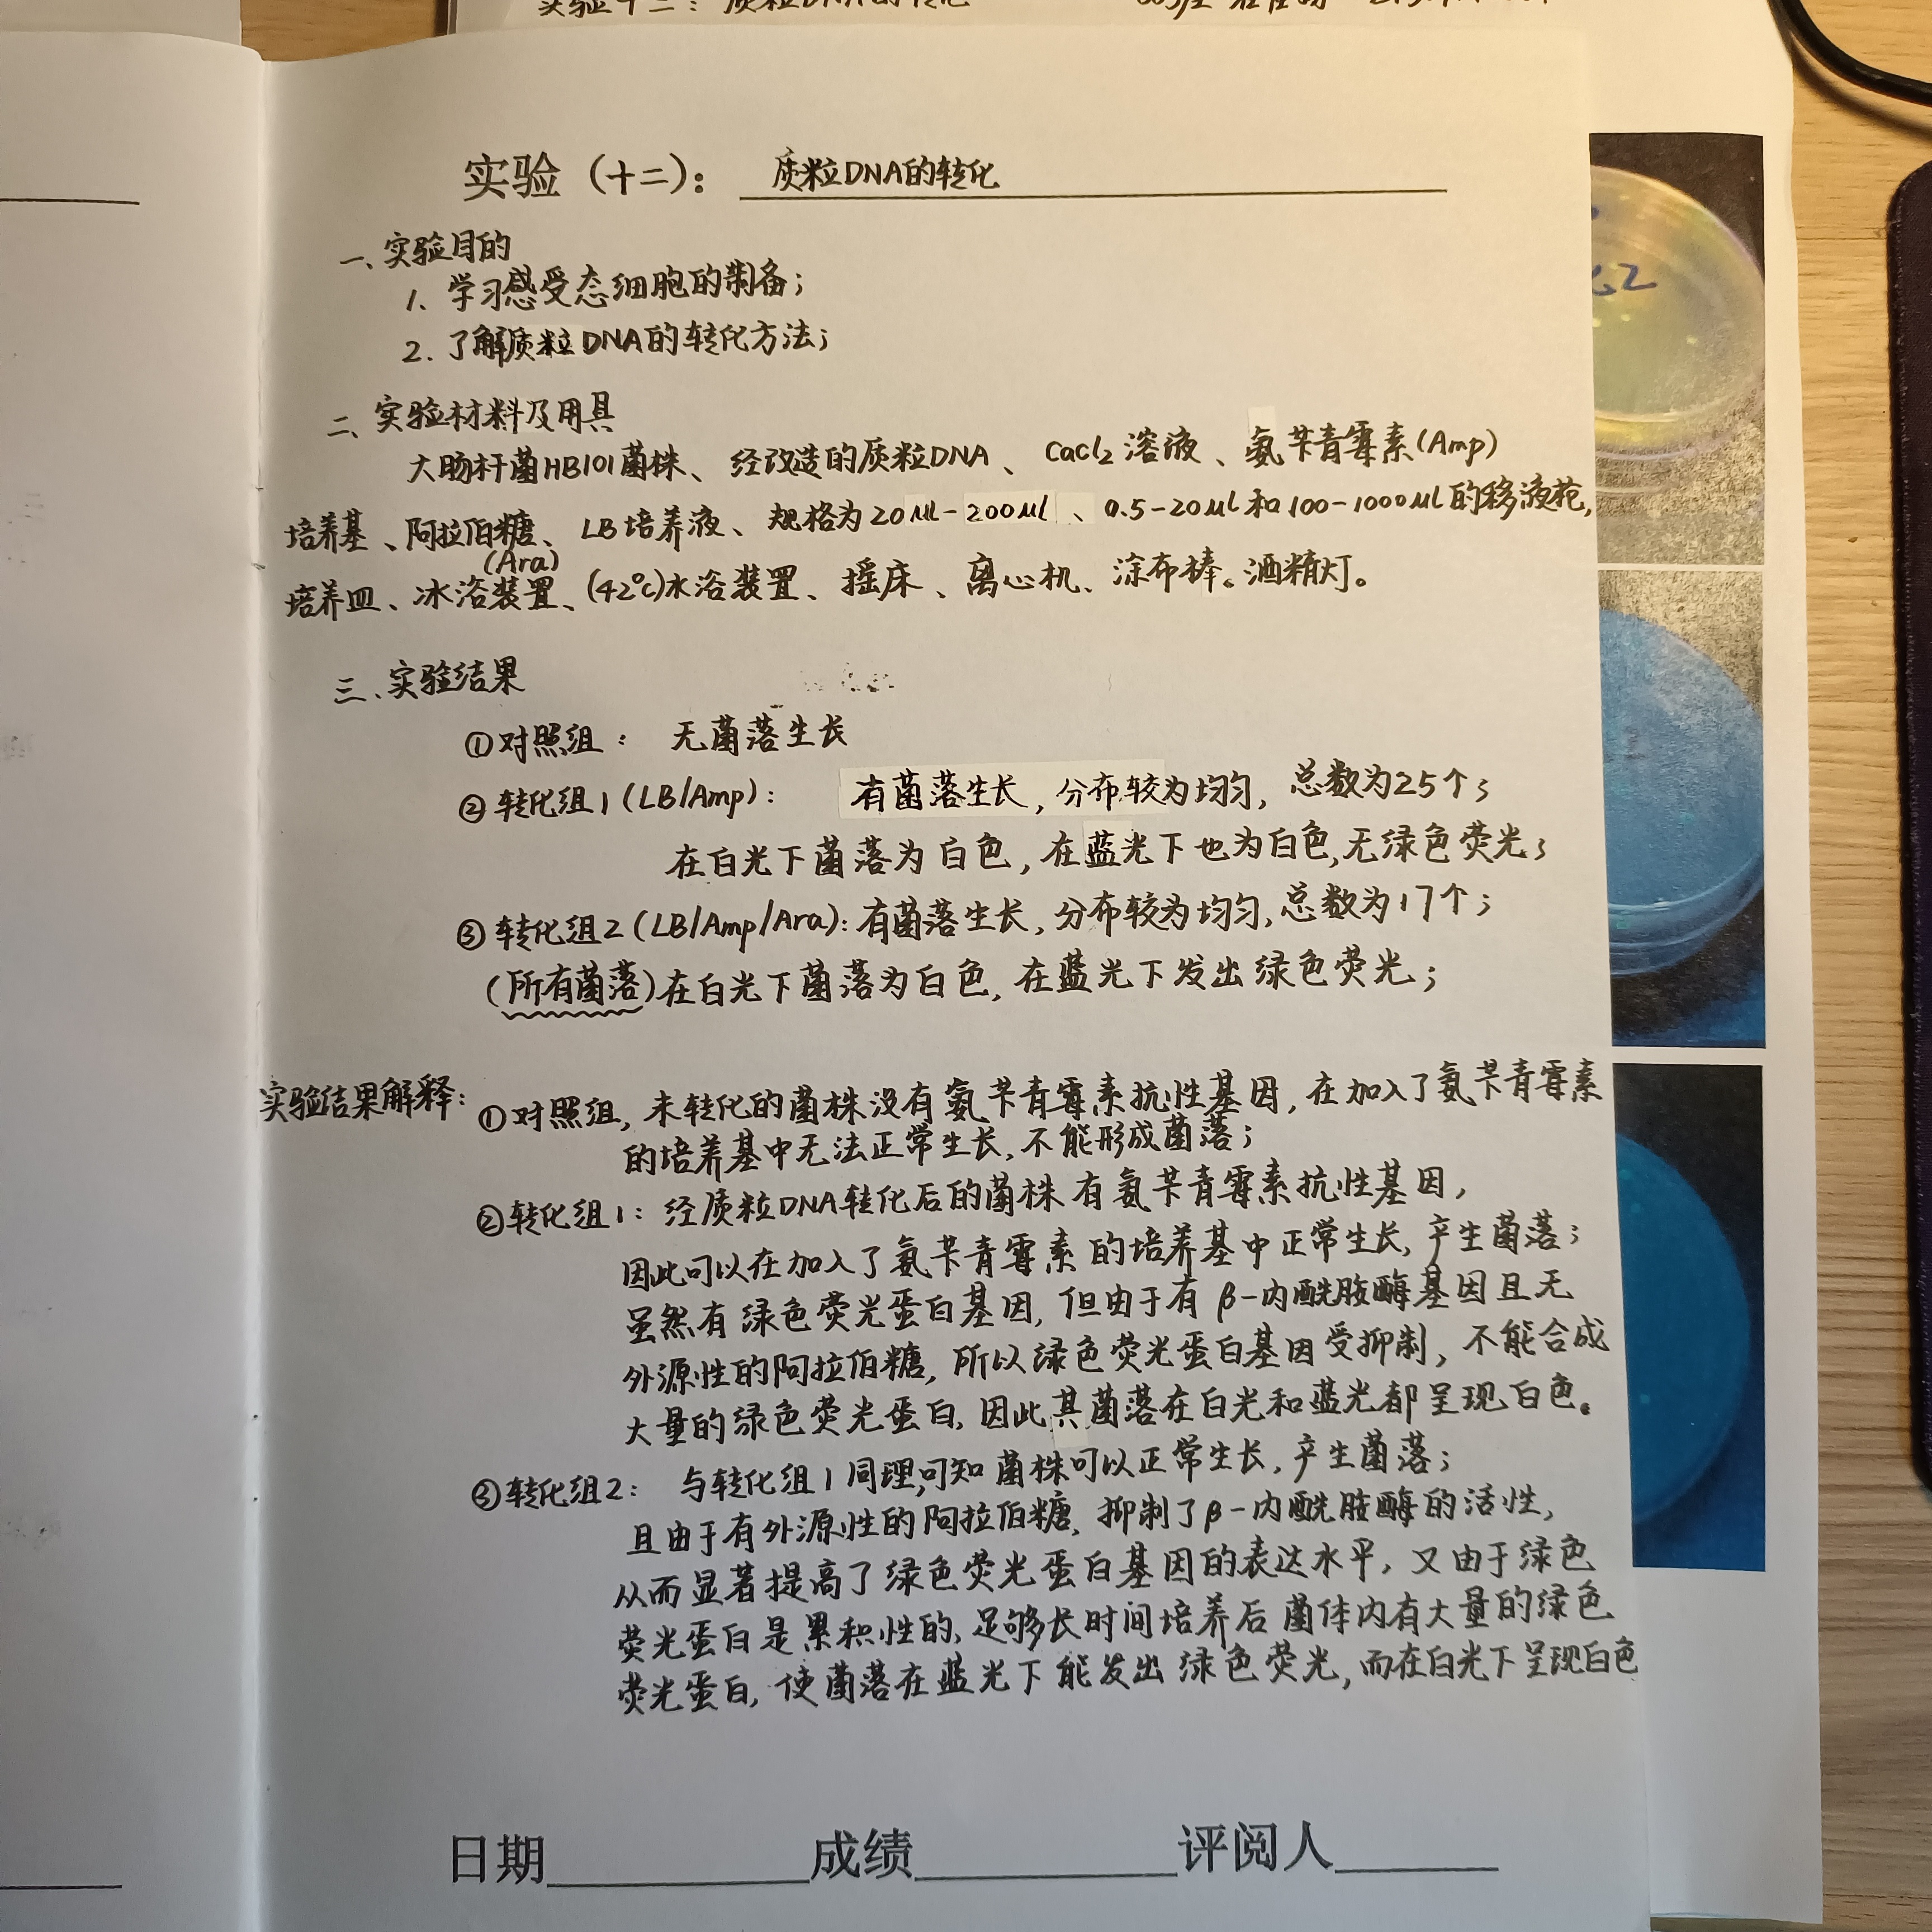 实验十二：质粒DNA的转化
实验（十二）：质粒DNA的转化
一、实验目的
1. 学习感受态细胞的制备；
2. 了解质粒DNA的转化方法；
二、实验材料及用具
大肠杆菌HB101菌株、经改造的质粒DNA、CaCl2溶液、氨苄青霉素(Amp)
培养基、阿拉伯糖、LB培养液、规格为20μl-200μl、0.5-20μl和100-1000μl的移液枪,
(Ara)
培养皿、冰浴装置、(42℃)水浴装置、摇床、离心机、涂布棒。酒精灯。
三、实验结果
①对照组：无菌落生长
②转化组1(LB/Amp)：有菌落生长，分布较为均匀，总数为25个；
在白光下菌落为白色，在蓝光下也为白色,无绿色荧光；
③转化组2(LB/Amp/Ara)：有菌落生长，分布较为均匀，总数为17个；
(所有菌落)在白光下菌落为白色，在蓝光下发出绿色荧光；
实验结果解释：①对照组，未转化的菌株没有氨苄青霉素抗性基因，在加入了氨苄青霉素
的培养基中无法正常生长，不能形成菌落；
②转化组1：经质粒DNA转化后的菌株有氨苄青霉素抗性基因，
因此可以在加入了氨苄青霉素的培养基中正常生长，产生菌落；
虽然有绿色荧光蛋白基因，但由于有β-内酰胺酶基因且无
外源性的阿拉伯糖，所以绿色荧光蛋白基因受抑制，不能合成
大量的绿色荧光蛋白，因此其菌落在白光和蓝光都呈现白色。
③转化组2：与转化组1同理,可知菌株可以正常生长，产生菌落；
且由于有外源性的阿拉伯糖，抑制了β-内酰胺酶的活性，
从而显著提高了绿色荧光蛋白基因的表达水平，又由于绿色
荧光蛋白是累积性的，足够长时间培养后菌体内有大量的绿色
荧光蛋白，使菌落在蓝光下能发出绿色荧光，而在白光下呈现白色
日期 成绩 评阅人